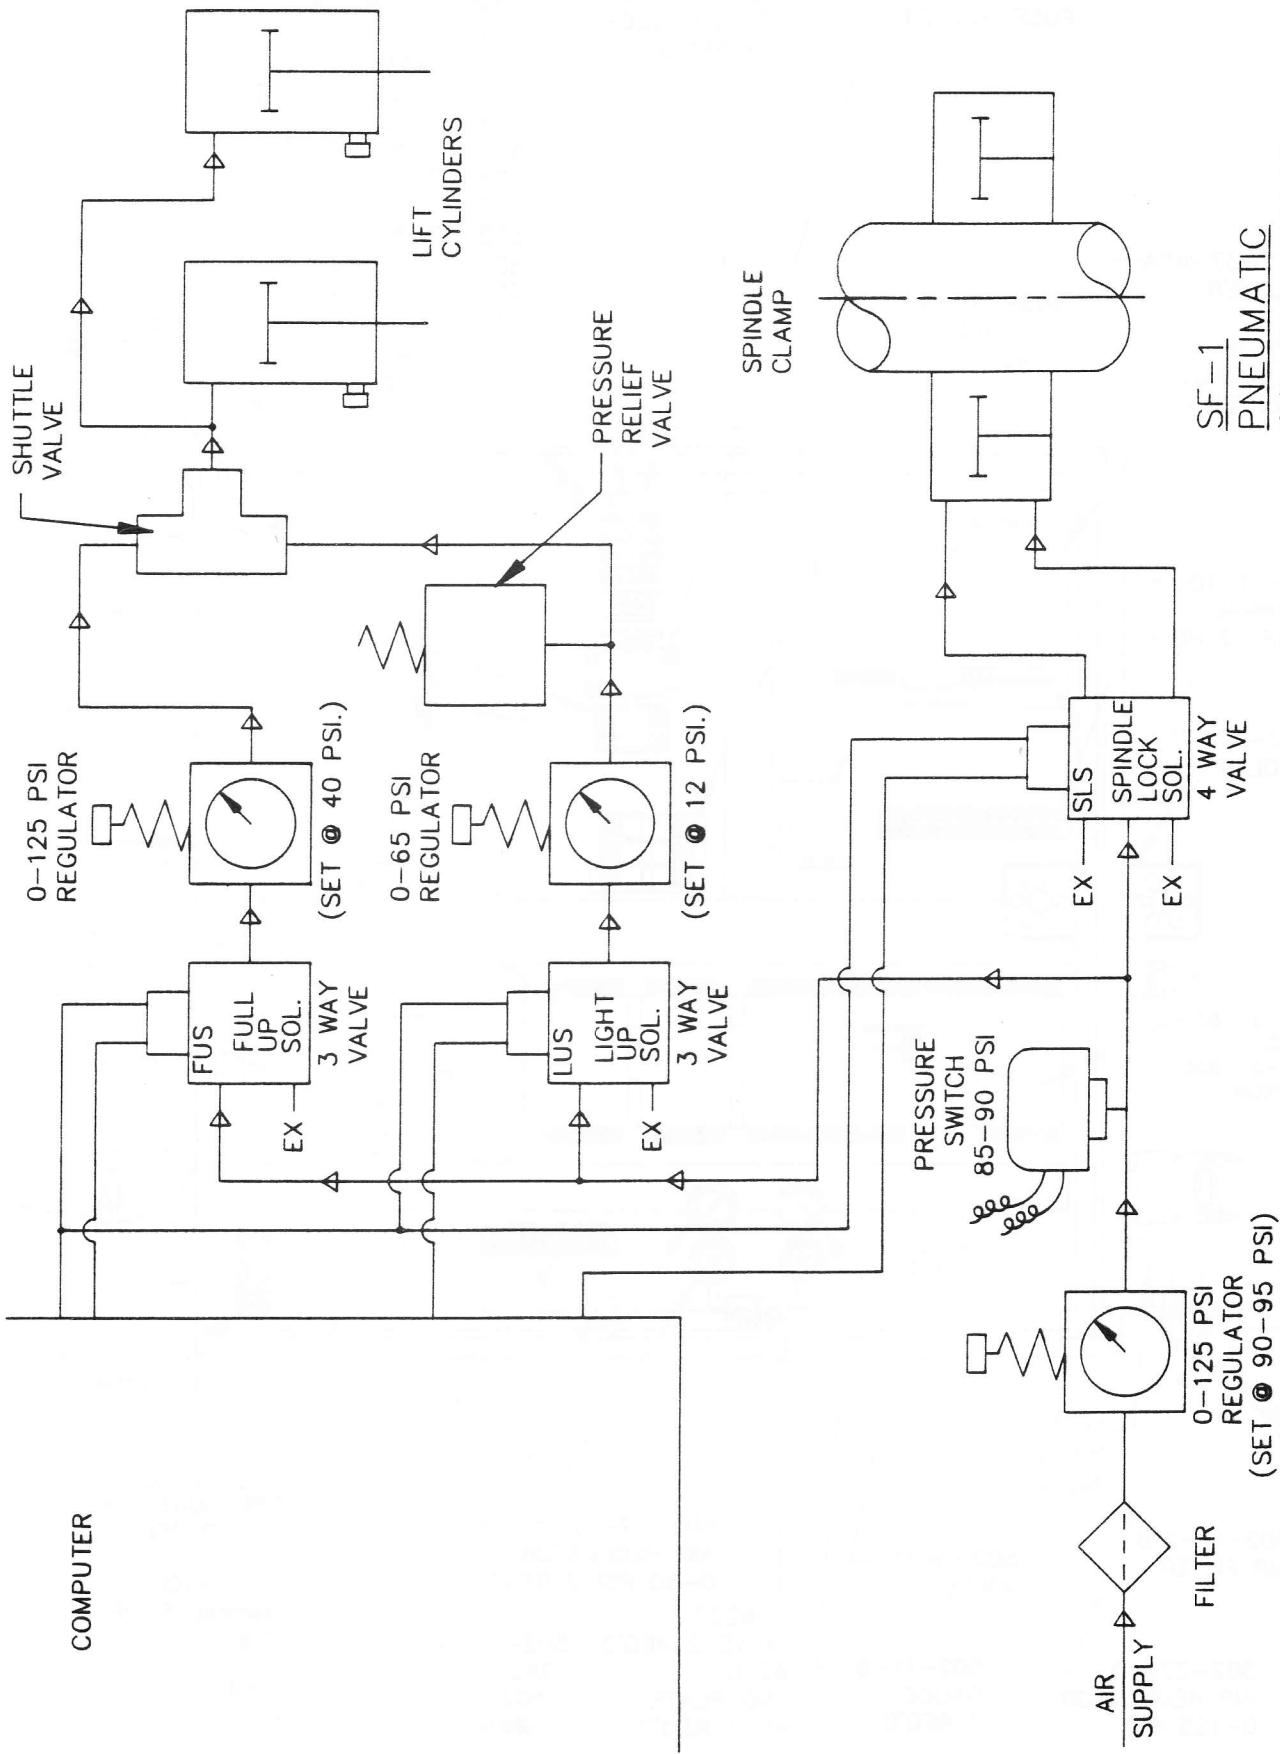 COMPUTER
SHUTTLE
VALVE
0-125 PSI
REGULATOR
(SET @ 40 PSI.)
FUS
FULL
UP
SOL.
EX
3 WAY
VALVE
LIFT
CYLINDERS
0-65 PSI
REGULATOR
(SET @ 12 PSI.)
LUS
LIGHT
UP
SOL.
EX
3 WAY
VALVE
PRESSURE
RELIEF
VALVE
SPINDLE
CLAMP
PRESSURE
SWITCH
85-90 PSI
SLS
SPINDLE
LOCK
SOL.
EX
EX
4 WAY
VALVE
AIR
SUPPLY
FILTER
0-125 PSI
REGULATOR
(SET @ 90-95 PSI)
SF-1
PNEUMATIC